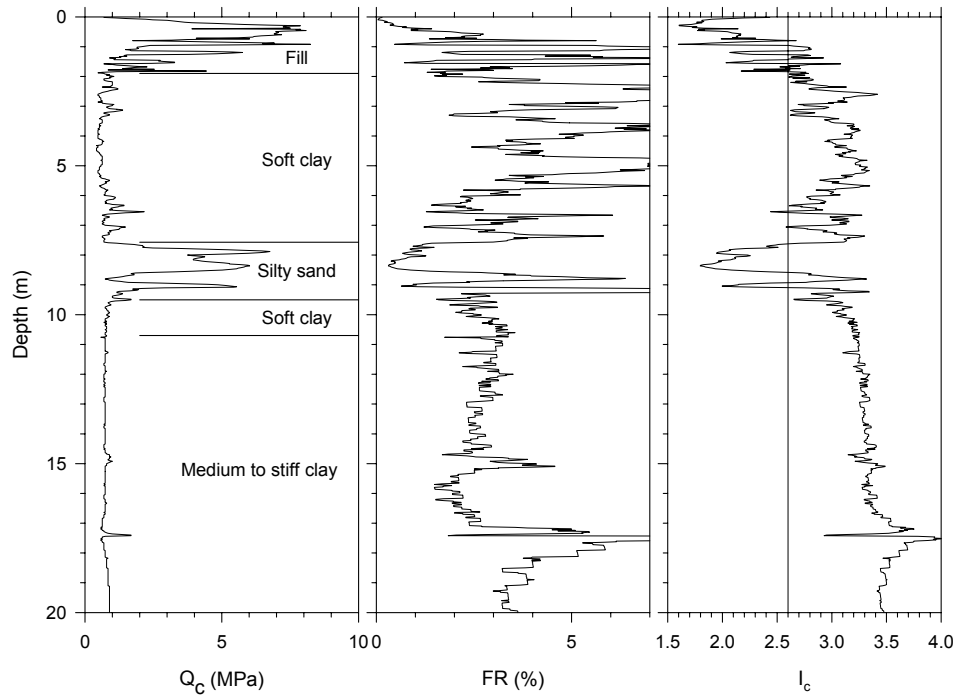 0
5
10
15
20
Depth (m)
Fill
Soft clay
Silty sand
Soft clay
Medium to stiff clay
0 5 10
Qc (MPa)
0 5
FR (%)
1.5 2.0 2.5 3.0 3.5 4.0
Ic